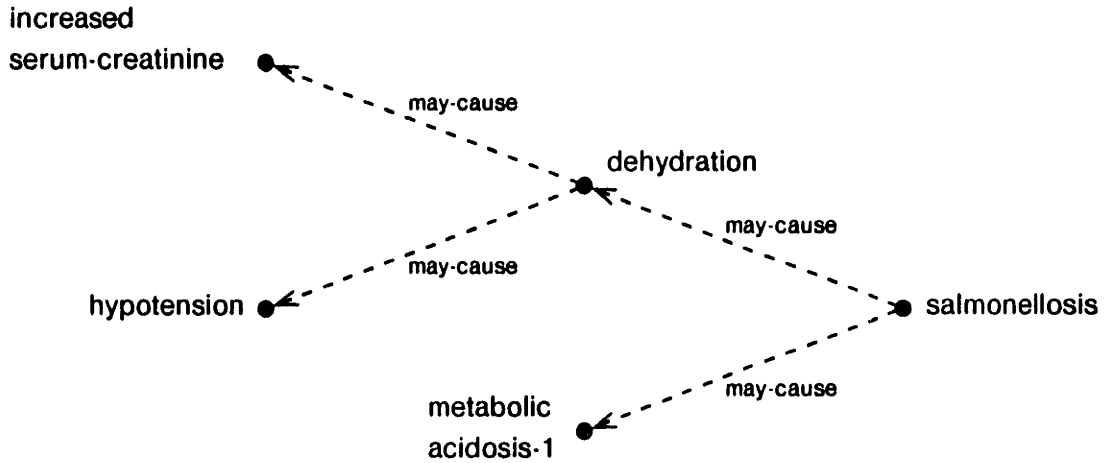 increased
serum-creatinine
may-cause
dehydration
may-cause
may-cause
hypotension
salmonellosis
may-cause
metabolic
acidosis-1